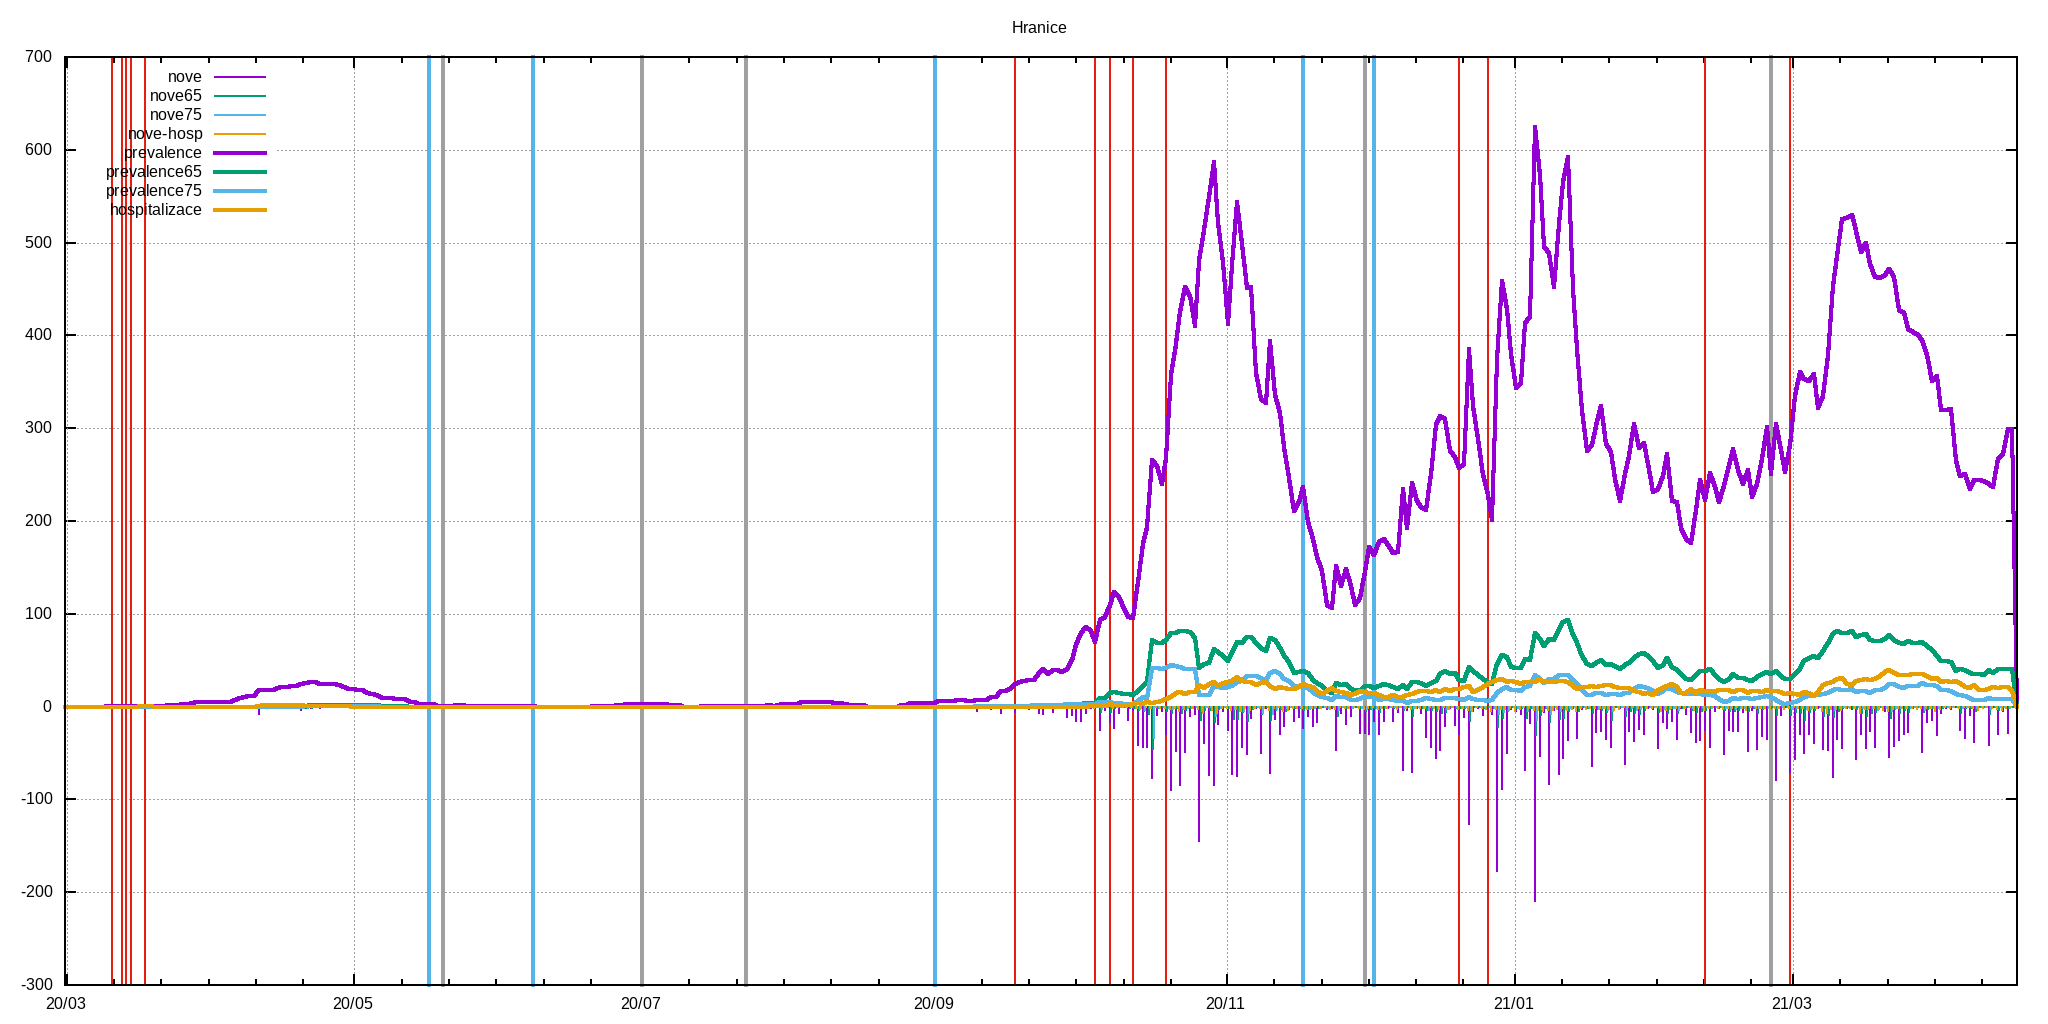 Hranice
700
600
500
400
300
200
100
0
-100
-200
-300
nove
nove65
nove75
nove-hosp
prevalence
prevalence65
prevalence75
hospitalizace
20/03
20/05
20/07
20/09
20/11
21/01
21/03